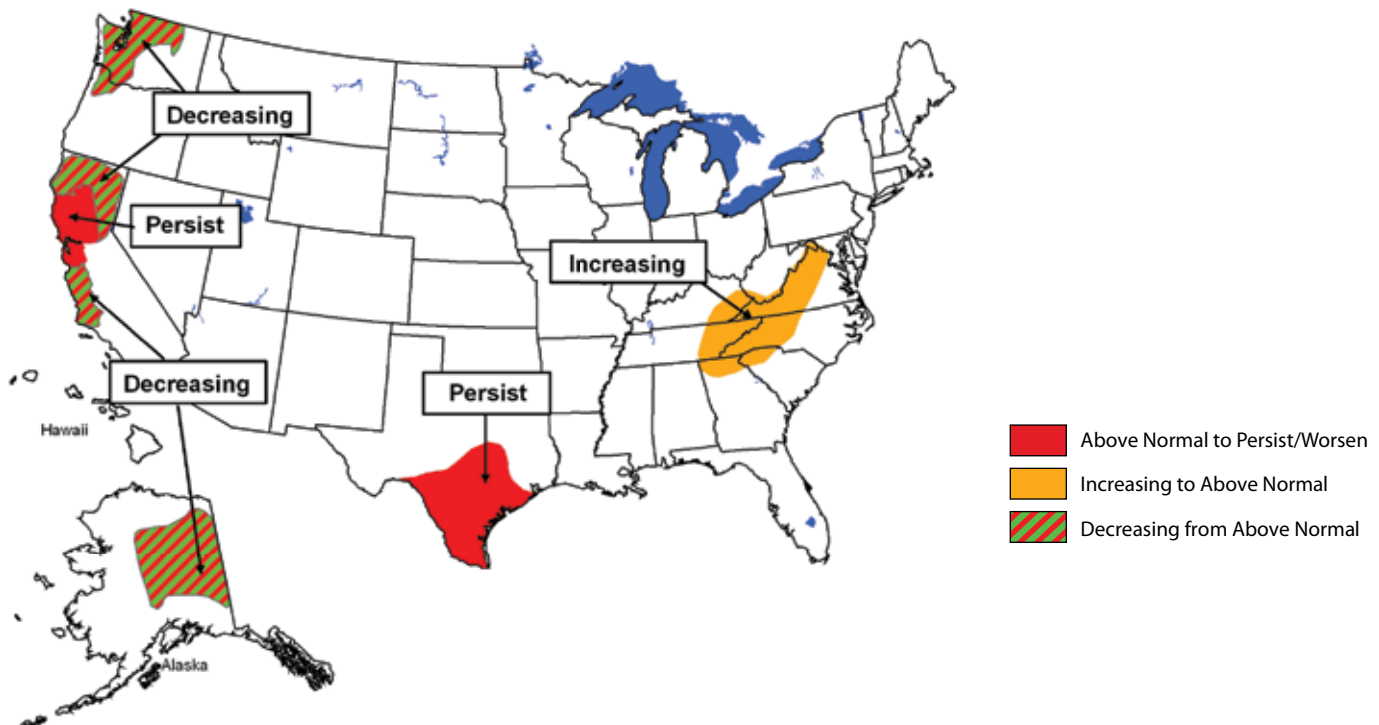 Decreasing
Persist
Increasing
Decreasing
Persist
Hawaii
Alaska
Above Normal to Persist/Worsen
Increasing to Above Normal
Decreasing from Above Normal